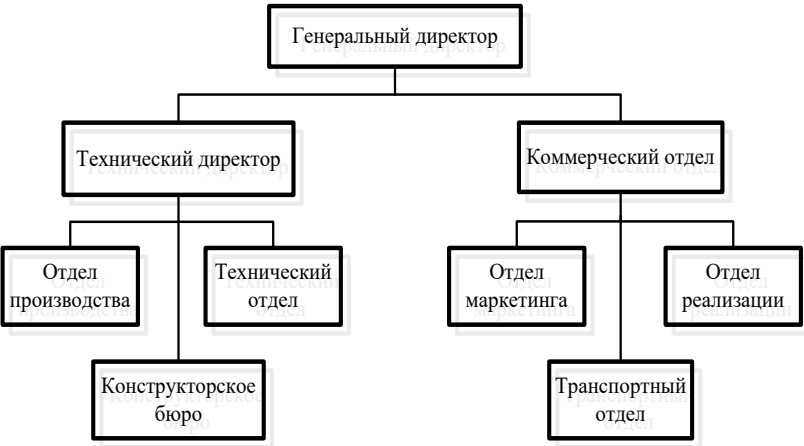 Генеральный директор
Технический директор
Коммерческий отдел
Отдел
производства
Технический
отдел
Отдел
маркетинга
Отдел
реализации
Конструкторское
бюро
Транспортный
отдел